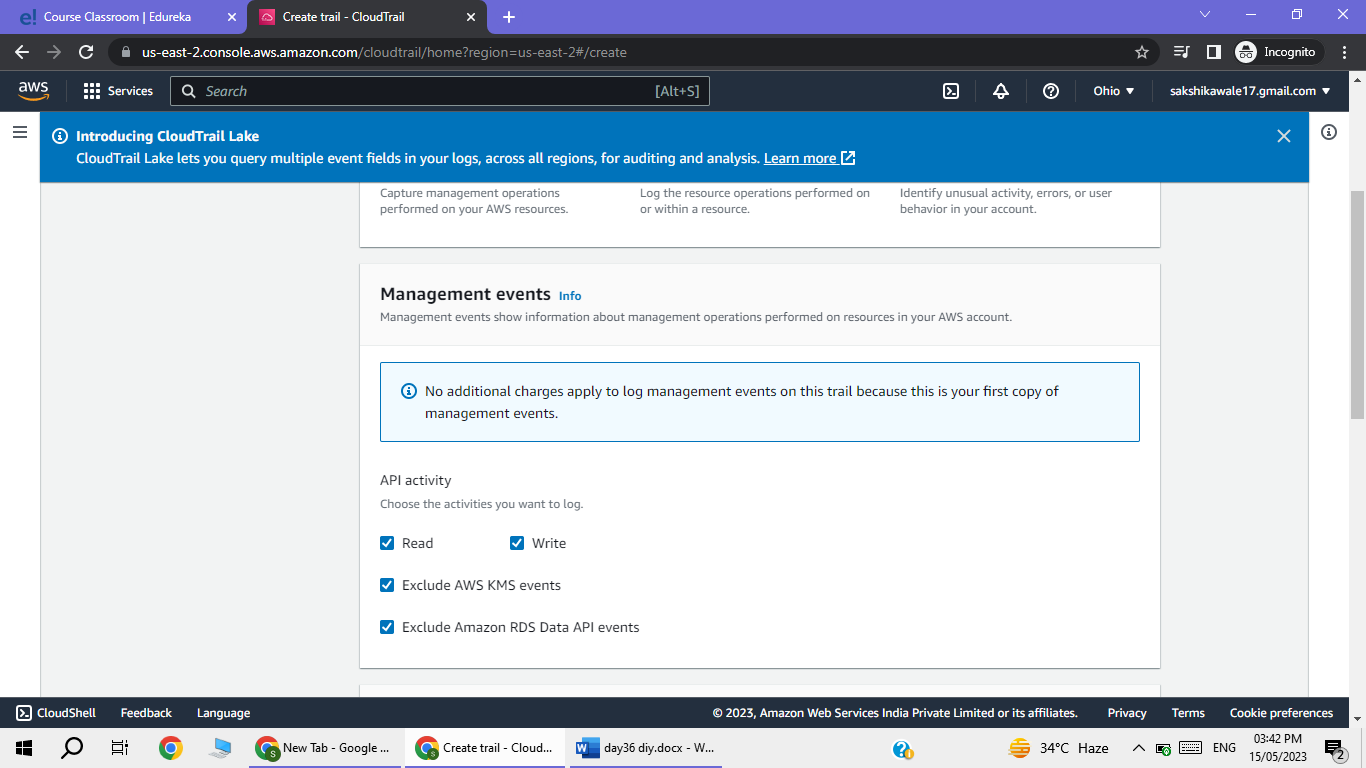 e! Course Classroom | Edureka
Create trail - CloudTrail
us-east-2.console.aws.amazon.com/cloudtrail/home?region=us-east-2#/create
Incognito
aws
Services
Search
[Alt+S]
Ohio
sakshikawale17.gmail.com
Introducing CloudTrail Lake
CloudTrail Lake lets you query multiple event fields in your logs, across all regions, for auditing and analysis. Learn more
Capture management operations
performed on your AWS resources.
Log the resource operations performed on
or within a resource.
Identify unusual activity, errors, or user
behavior in your account.
Management events Info
Management events show information about management operations performed on resources in your AWS account.
No additional charges apply to log management events on this trail because this is your first copy of
management events.
API activity
Choose the activities you want to log.
Read
Write
Exclude AWS KMS events
Exclude Amazon RDS Data API events
CloudShell
Feedback
Language
© 2023, Amazon Web Services India Private Limited or its affiliates.
Privacy
Terms
Cookie preferences
New Tab - Google ...
Create trail - Cloud...
day36 diy.docx - W...
34°C Haze
ENG
03:42 PM
15/05/2023
2